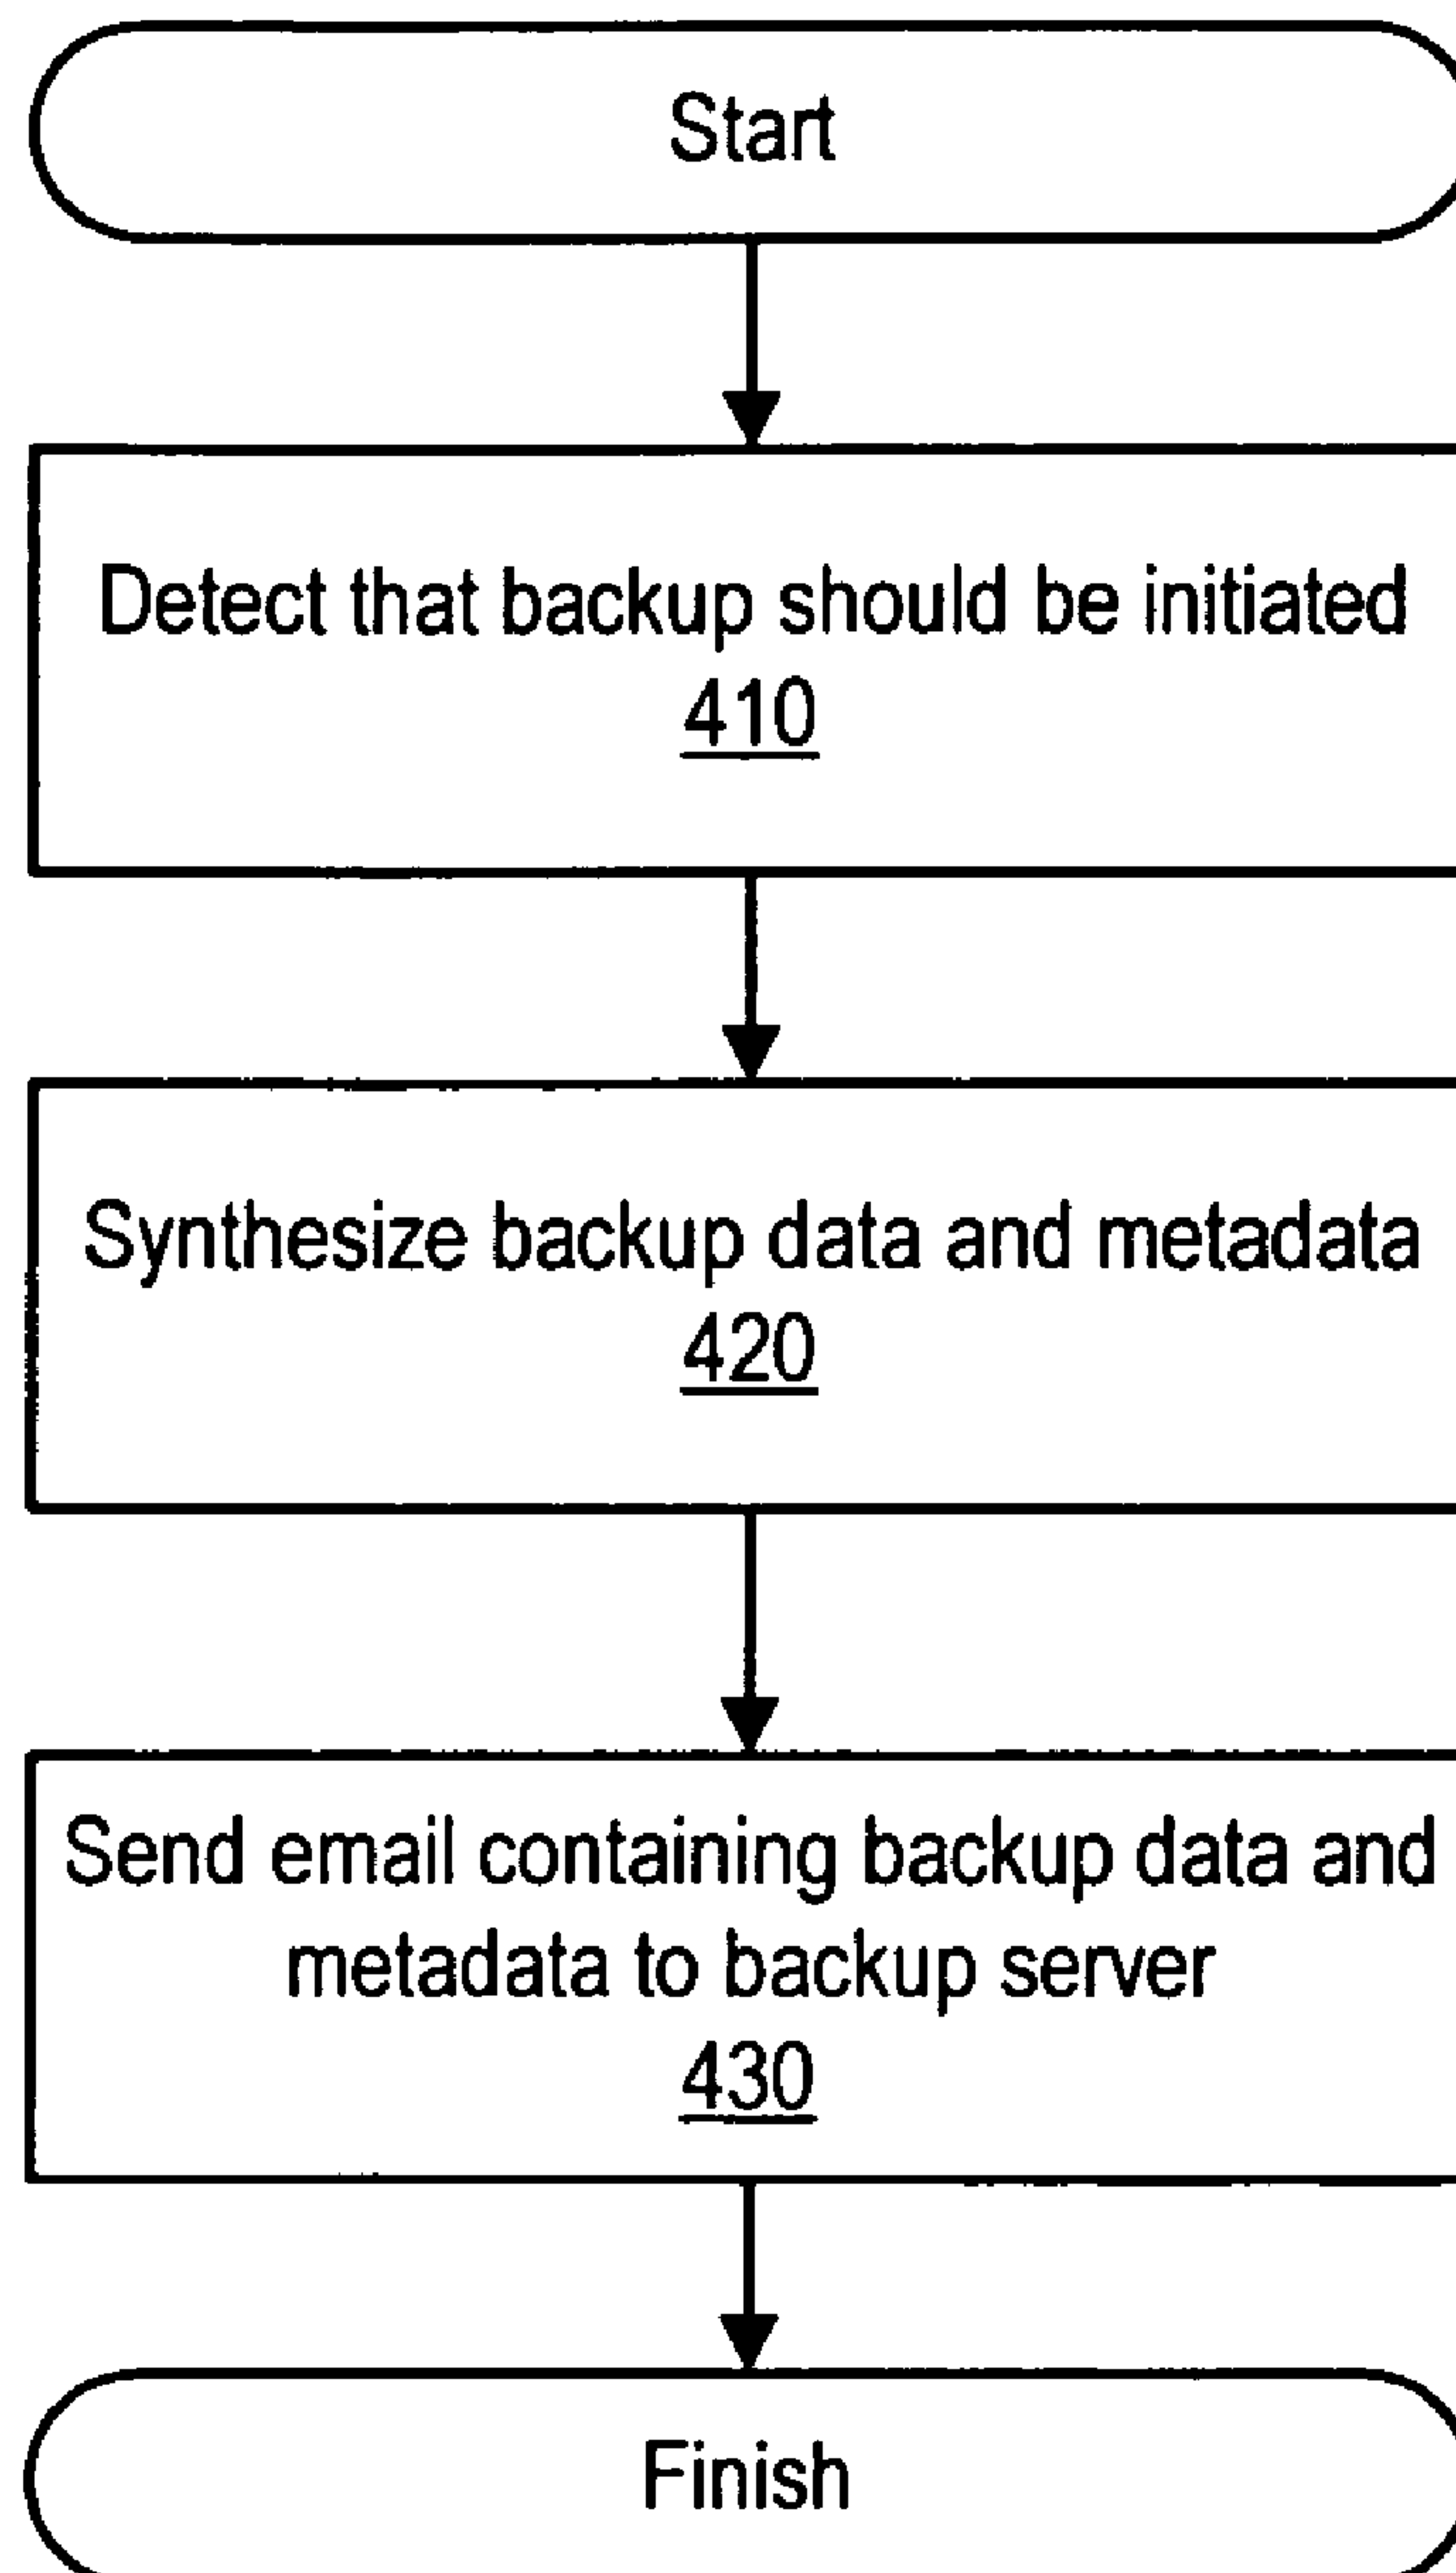 Start
Detect that backup should be initiated
410
Synthesize backup data and metadata
420
Send email containing backup data and
metadata to backup server
430
Finish